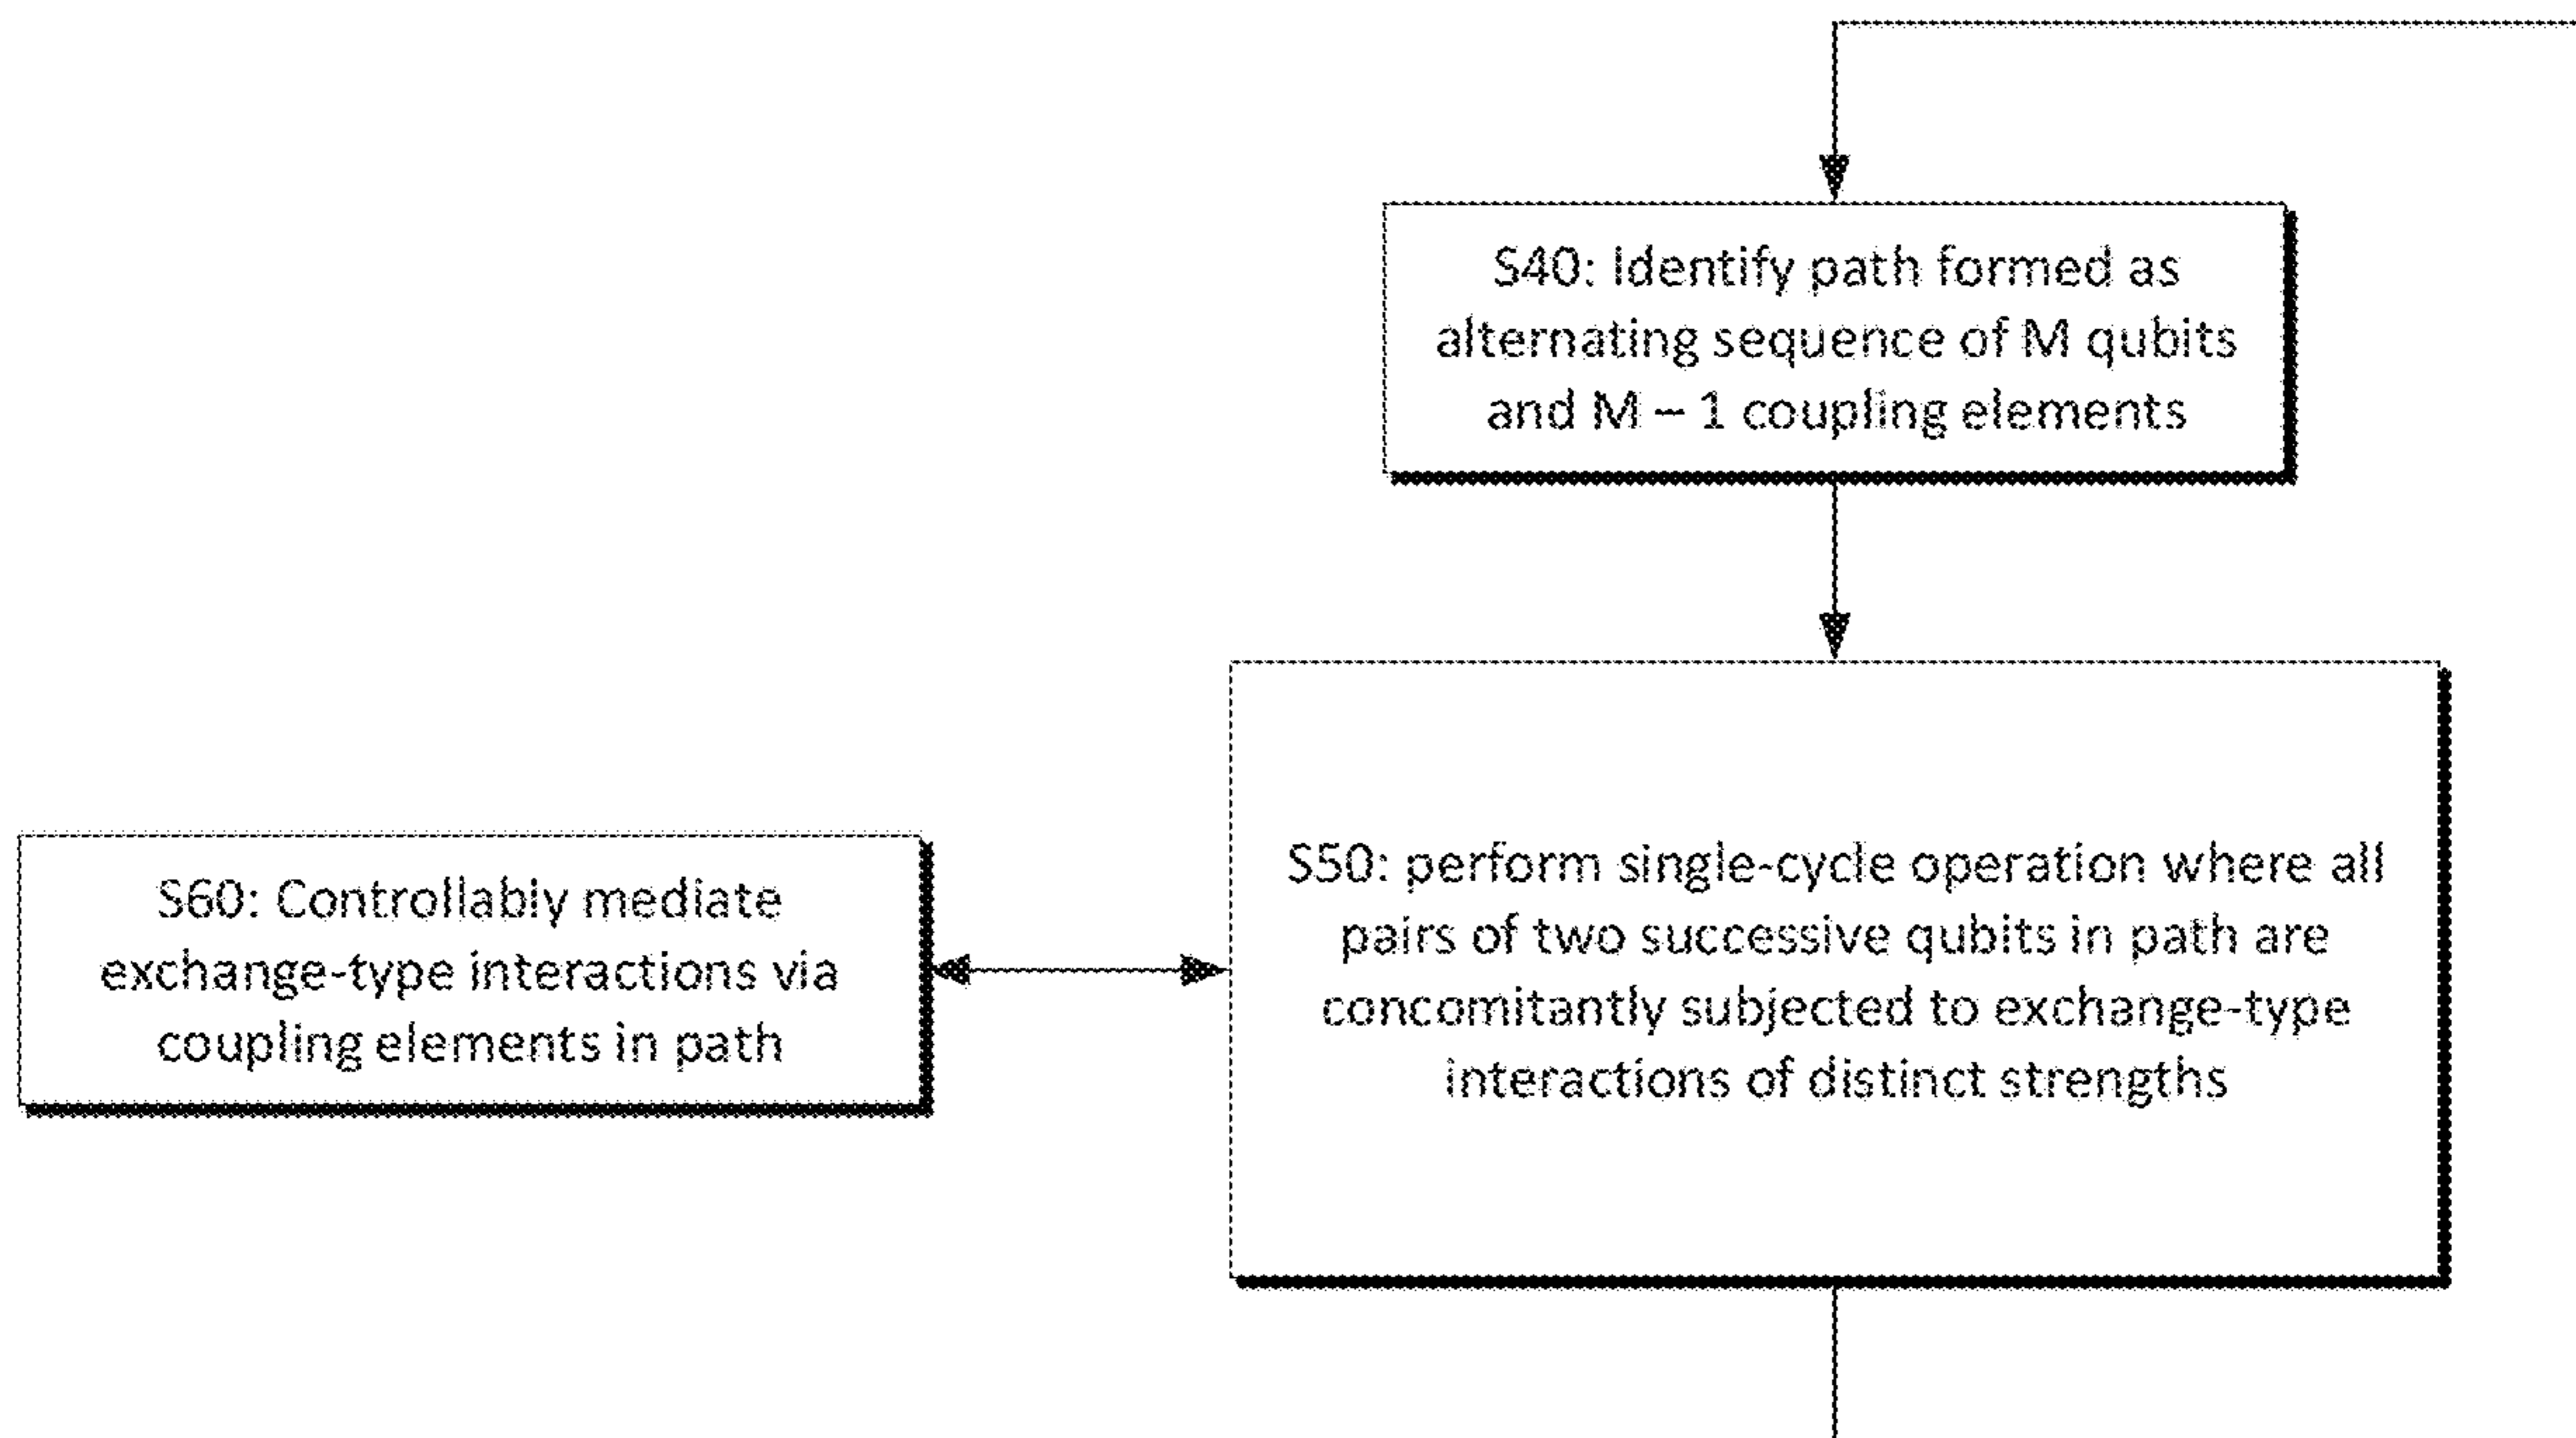 S40: Identify path formed as
alternating sequence of M qubits
and M – 1 coupling elements
S50: perform single-cycle operation where all
pairs of two successive qubits in path are
concomitantly subjected to exchange-type
interactions of distinct strengths
S60: Controllably mediate
exchange-type interactions via
coupling elements in path